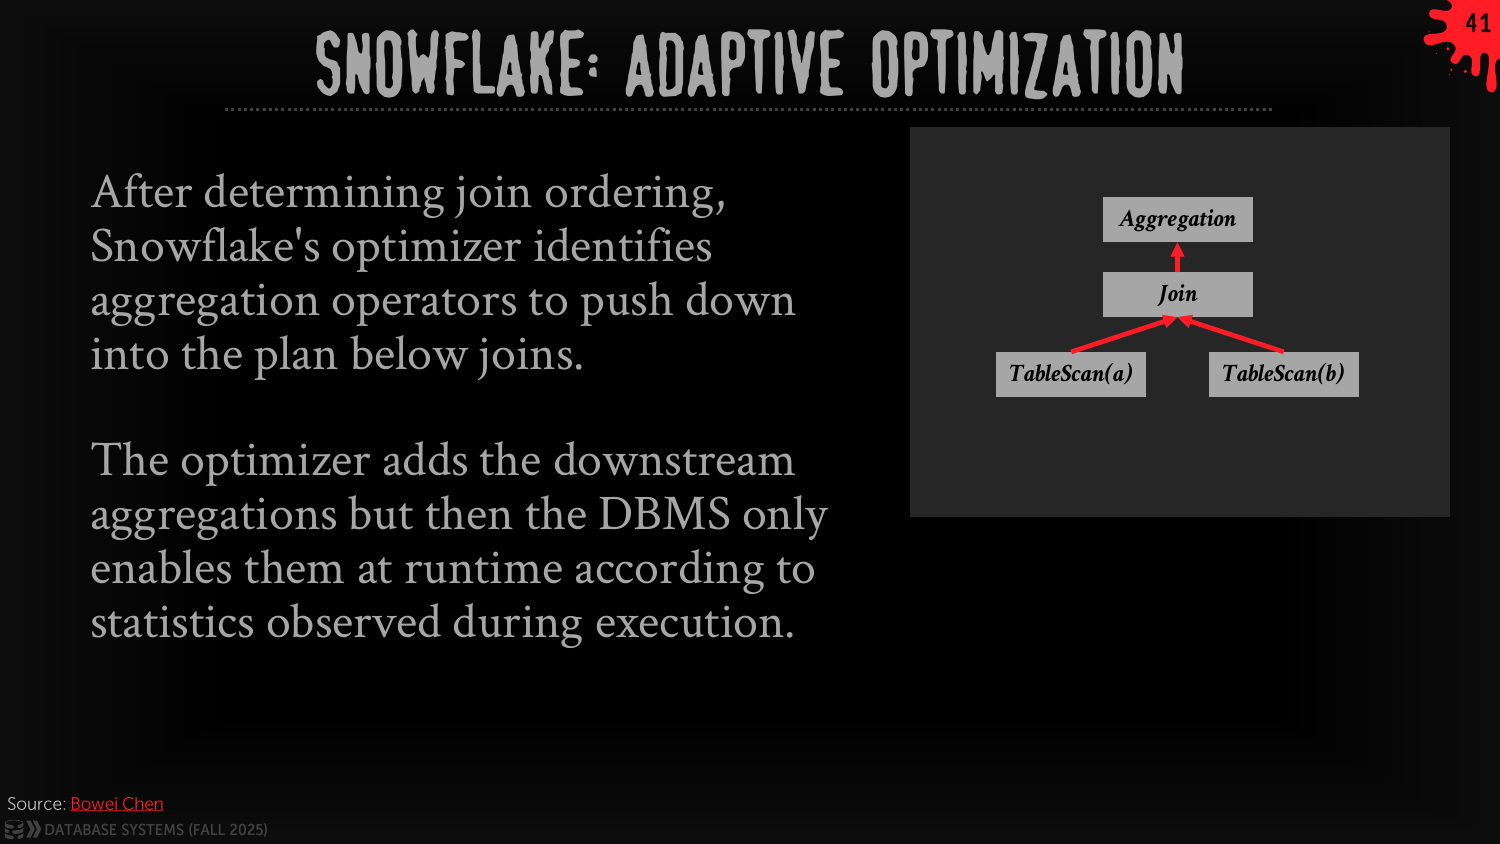 41
SNOWFLAKE: ADAPTIVE OPTIMIZATION
After determining join ordering,
Snowflake's optimizer identifies
aggregation operators to push down
into the plan below joins.
The optimizer adds the downstream
aggregations but then the DBMS only
enables them at runtime according to
statistics observed during execution.
Aggregation
Join
TableScan(a)
TableScan(b)
Source: Bowei Chen
DATABASE SYSTEMS (FALL 2025)